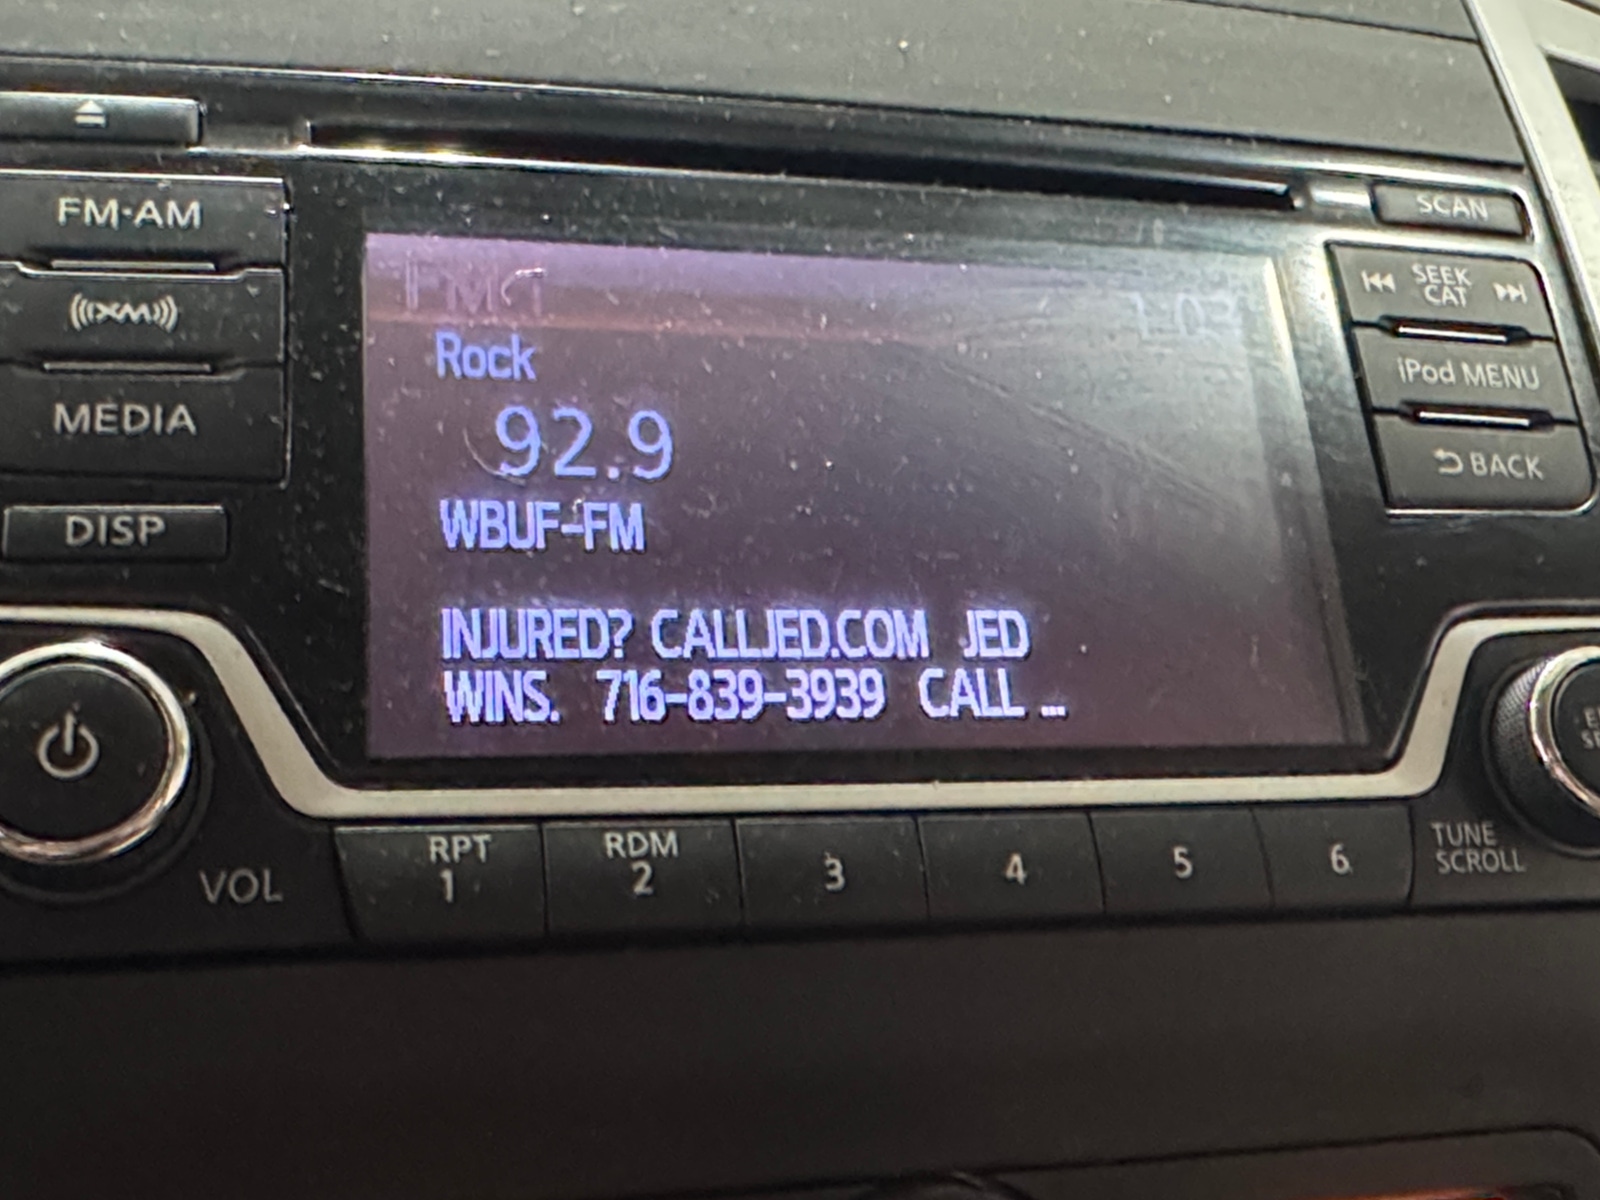 FM·AM
XM
MEDIA
DISP
VOL
FM1
Rock
92.9
WBUF-FM
INJURED? CALLJED.COM JED
WINS. 716-839-3939 CALL ...
RPT
1
RDM
2
3
4
5
6
SCAN
SEEK
CAT
iPod MENU
BACK
TUNE
SCROLL